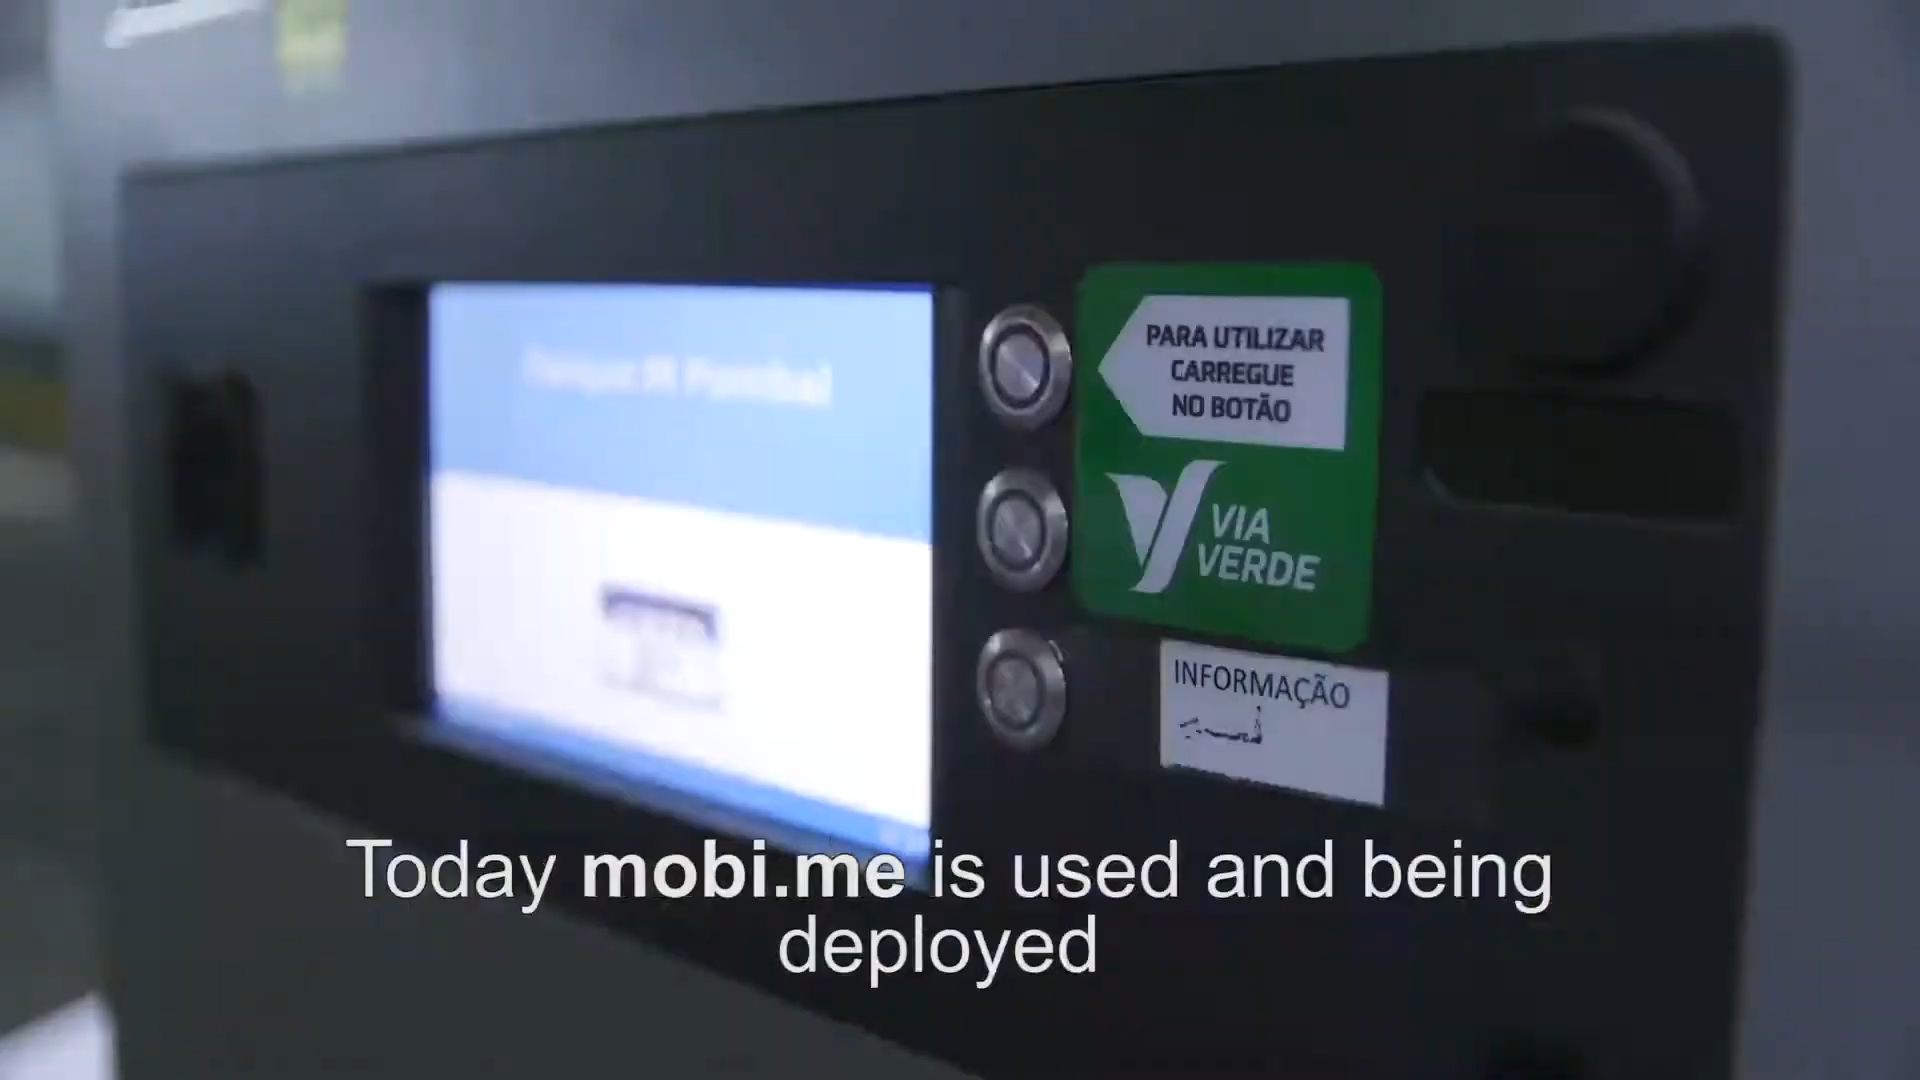 PARA UTILIZAR
CARREGUE
NO BOTÃO
VIA
VERDE
INFORMAÇÃO
Today mobi.me is used and being
deployed